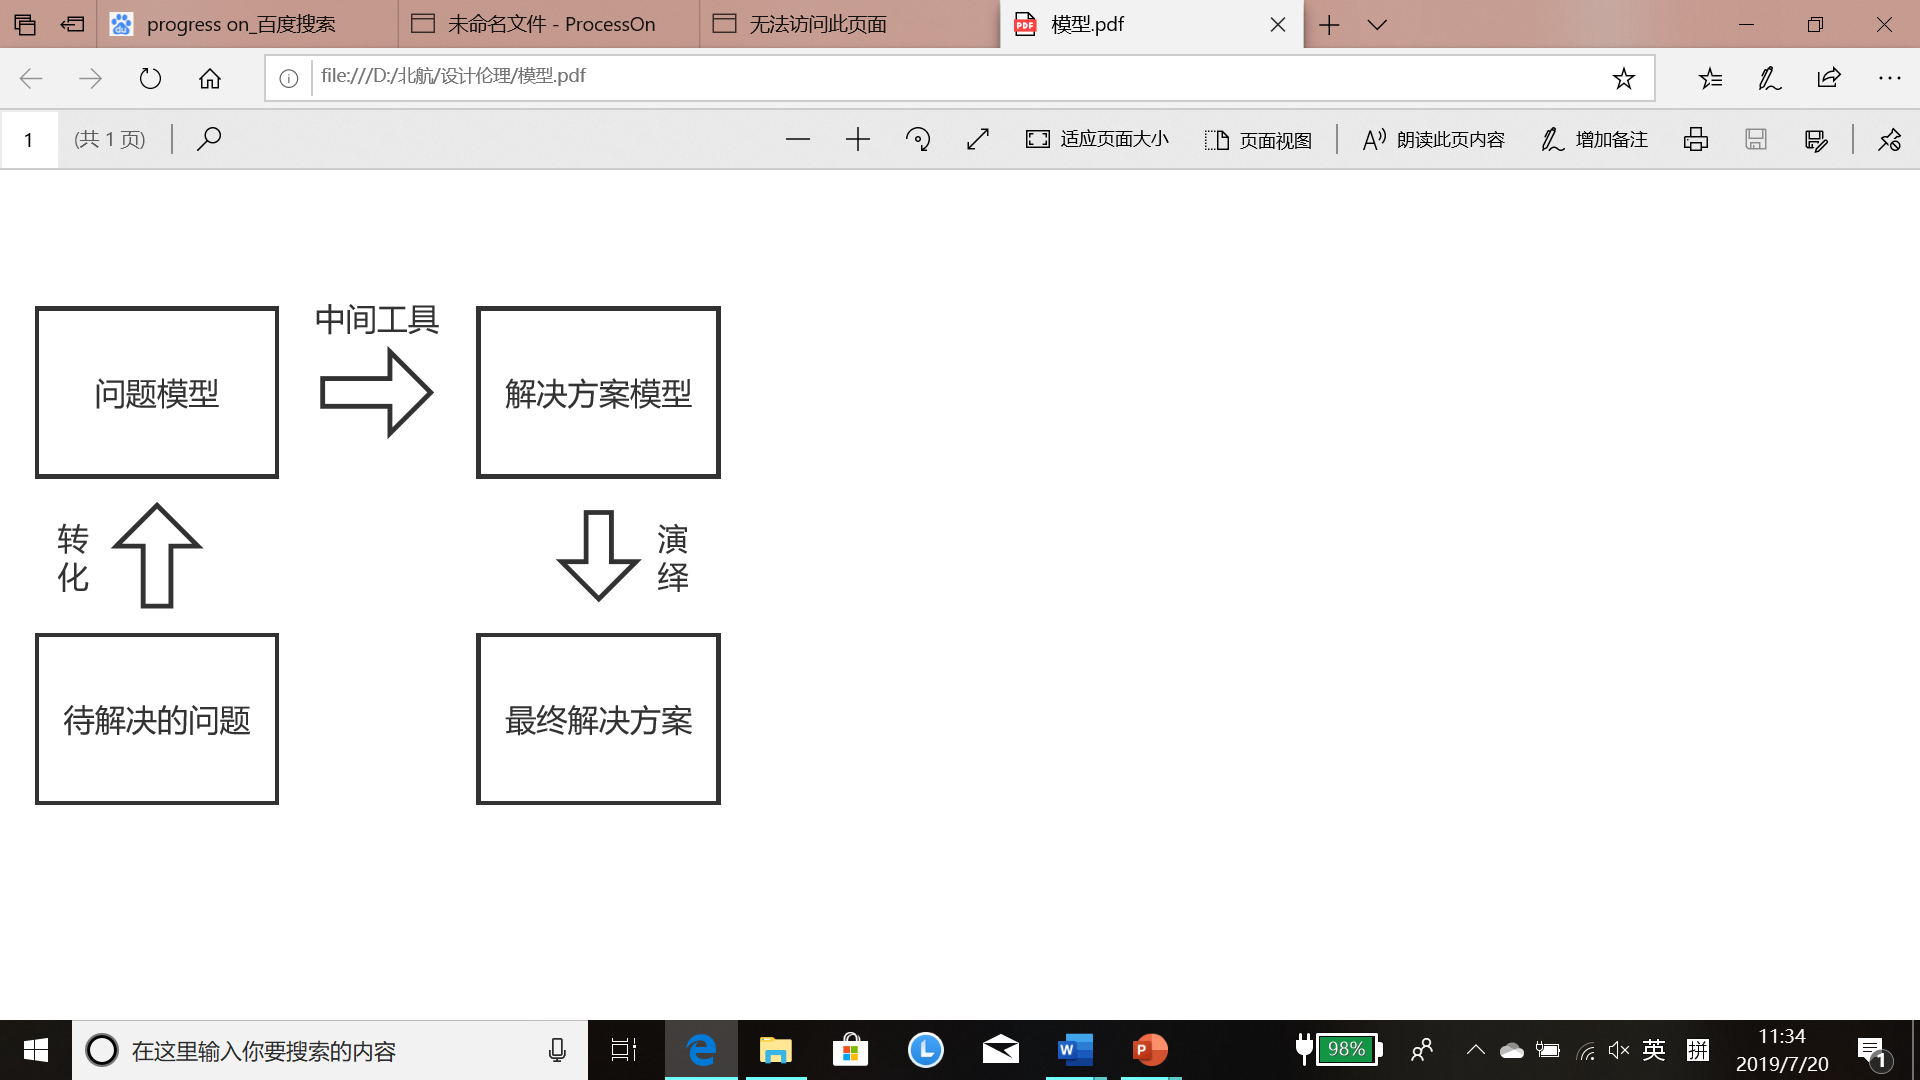 progress on_百度搜索
未命名文件 - ProcessOn
无法访问此页面
模型.pdf
file:///D:/北航/设计伦理/模型.pdf
1
(共 1 页)
适应页面大小
页面视图
朗读此页内容
增加备注
中间工具
问题模型
解决方案模型
转
化
演
绎
待解决的问题
最终解决方案
在这里输入你要搜索的内容
98%
英
拼
11:34
2019/7/20
1